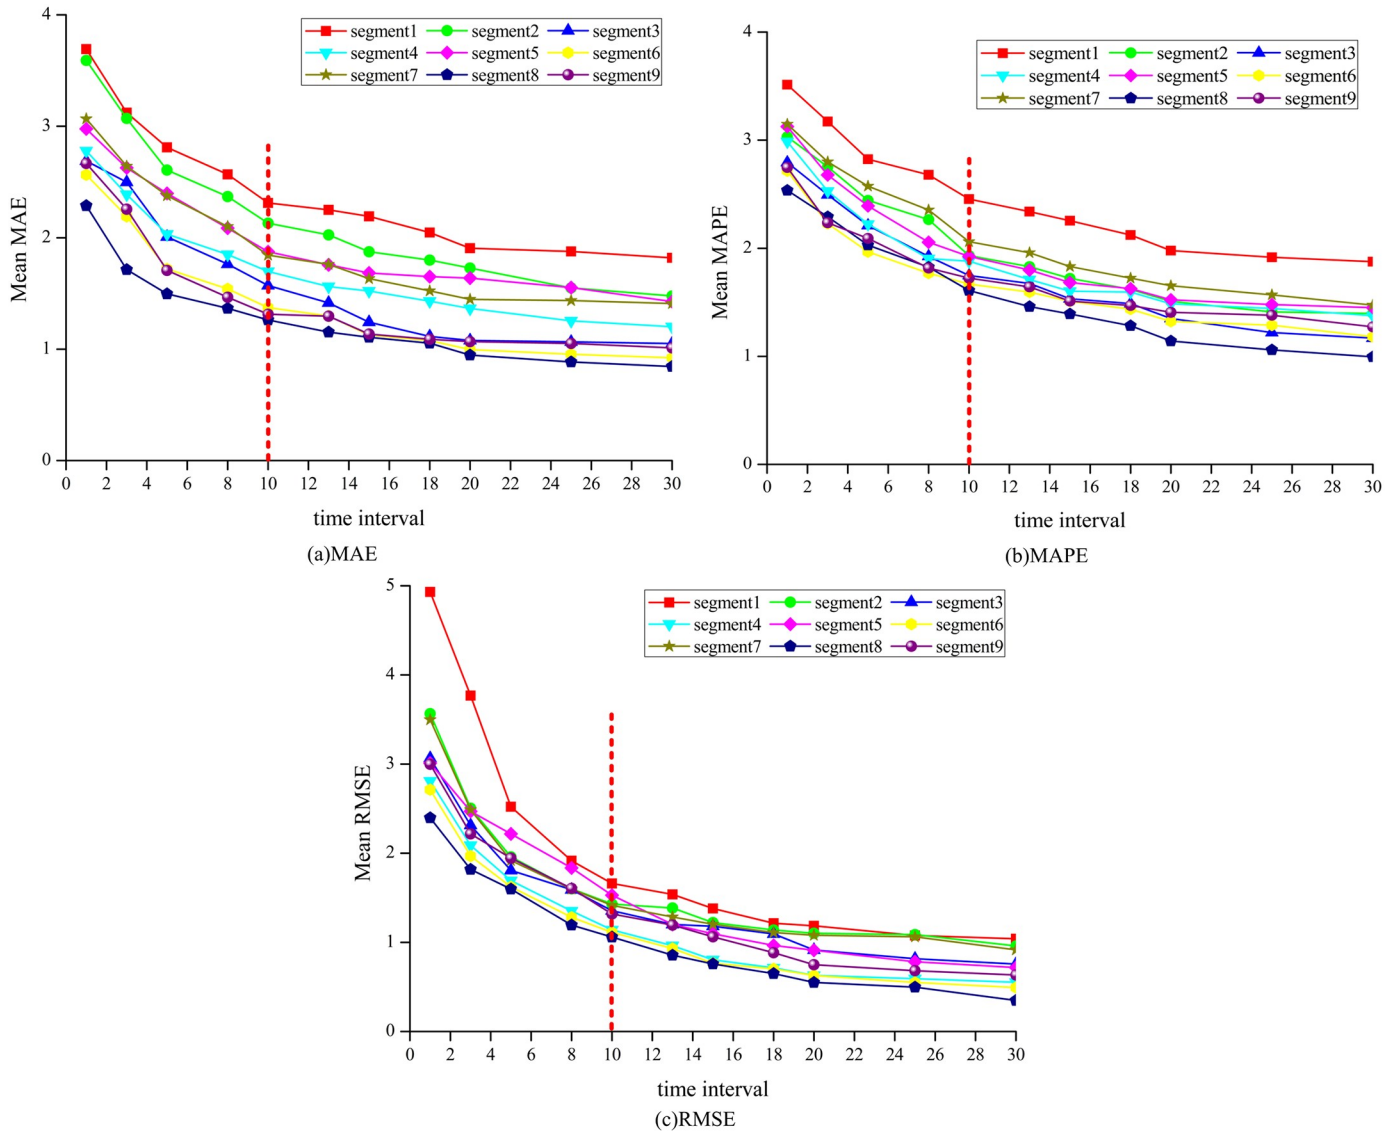 4
3
2
1
0
Mean MAE
segment1 segment2 segment3
segment4 segment5 segment6
segment7 segment8 segment9
0 2 4 6 8 10 12 14 16 18 20 22 24 26 28 30
time interval
(a)MAE
4
3
2
1
0
Mean MAPE
segment1 segment2 segment3
segment4 segment5 segment6
segment7 segment8 segment9
0 2 4 6 8 10 12 14 16 18 20 22 24 26 28 30
time interval
(b)MAPE
5
4
3
2
1
0
Mean RMSE
segment1 segment2 segment3
segment4 segment5 segment6
segment7 segment8 segment9
0 2 4 6 8 10 12 14 16 18 20 22 24 26 28 30
time interval
(c)RMSE